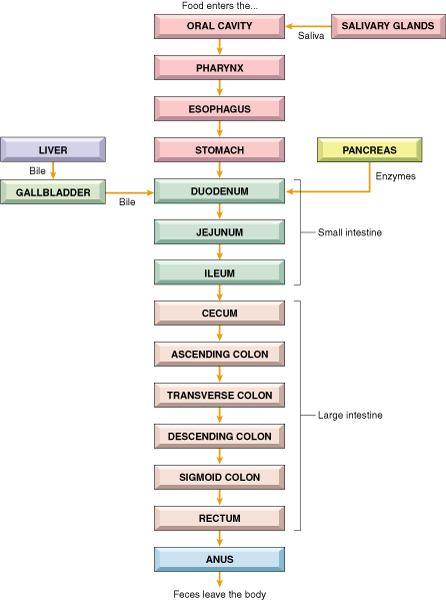 Food enters the...
ORAL CAVITY
SALIVARY GLANDS
Saliva
PHARYNX
ESOPHAGUS
STOMACH
LIVER
PANCREAS
Bile
Enzymes
GALLBLADDER
Bile
DUODENUM
JEJUNUM
Small intestine
ILEUM
CECUM
ASCENDING COLON
TRANSVERSE COLON
Large intestine
DESCENDING COLON
SIGMOID COLON
RECTUM
ANUS
Feces leave the body